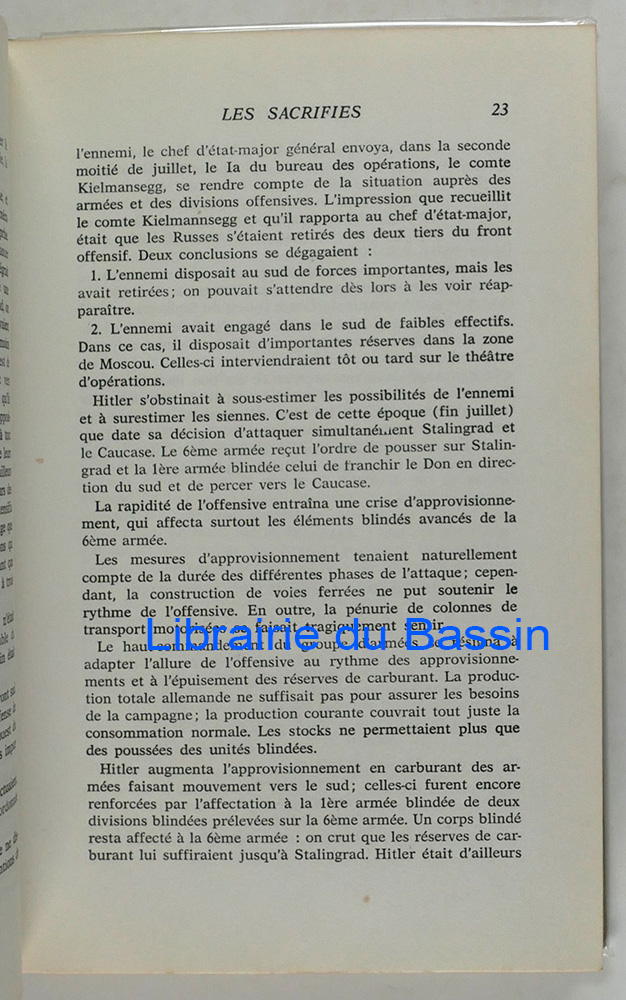 LES SACRIFIES 23
l'ennemi, le chef d'état-major général envoya, dans la seconde
moitié de juillet, le Ia du bureau des opérations, le comte
Kielmansegg, se rendre compte de la situation auprès des
armées et des divisions offensives. L'impression que recueillit
le comte Kielmannsegg et qu'il rapporta au chef d'état-major,
était que les Russes s'étaient retirés des deux tiers du front
offensif. Deux conclusions se dégagaient :
1. L'ennemi disposait au sud de forces importantes, mais les
avait retirées ; on pouvait s'attendre dès lors à les voir réap-
paraître.
2. L'ennemi avait engagé dans le sud de faibles effectifs.
Dans ce cas, il disposait d'importantes réserves dans la zone
de Moscou. Celles-ci interviendraient tôt ou tard sur le théâtre
d'opérations.
Hitler s'obstinait à sous-estimer les possibilités de l'ennemi
et à surestimer les siennes. C'est de cette époque (fin juillet)
que date sa décision d'attaquer simultanément Stalingrad et
le Caucase. Le 6ème armée reçut l'ordre de pousser sur Stalin-
grad et la 1ère armée blindée celui de franchir le Don en direc-
tion du sud et de percer vers le Caucase.
La rapidité de l'offensive entraîna une crise d'approvisionne-
ment, qui affecta surtout les éléments blindés avancés de la
6ème armée.
Les mesures d'approvisionnement tenaient naturellement
compte de la durée des différentes phases de l'attaque ; cepen-
dant, la construction de voies ferrées ne put soutenir le
rythme de l'offensive. En outre, la pénurie de colonnes de
transport motorisées se faisait tragiquement sentir.
Librairie du Bassin
Le haut commandement du groupe d'armées se résigna à
adapter l'allure de l'offensive au rythme des approvisionne-
ments et à l'épuisement des réserves de carburant. La produc-
tion totale allemande ne suffisait pas pour assurer les besoins
de la campagne ; la production courante couvrait tout juste la
consommation normale. Les stocks ne permettaient plus que
des poussées des unités blindées.
Hitler augmenta l'approvisionnement en carburant des ar-
mées faisant mouvement vers le sud ; celles-ci furent encore
renforcées par l'affectation à la 1ère armée blindée de deux
divisions blindées prélevées sur la 6ème armée. Un corps blindé
resta affecté à la 6ème armée : on crut que les réserves de car-
burant lui suffiraient jusqu'à Stalingrad. Hitler était d'ailleurs